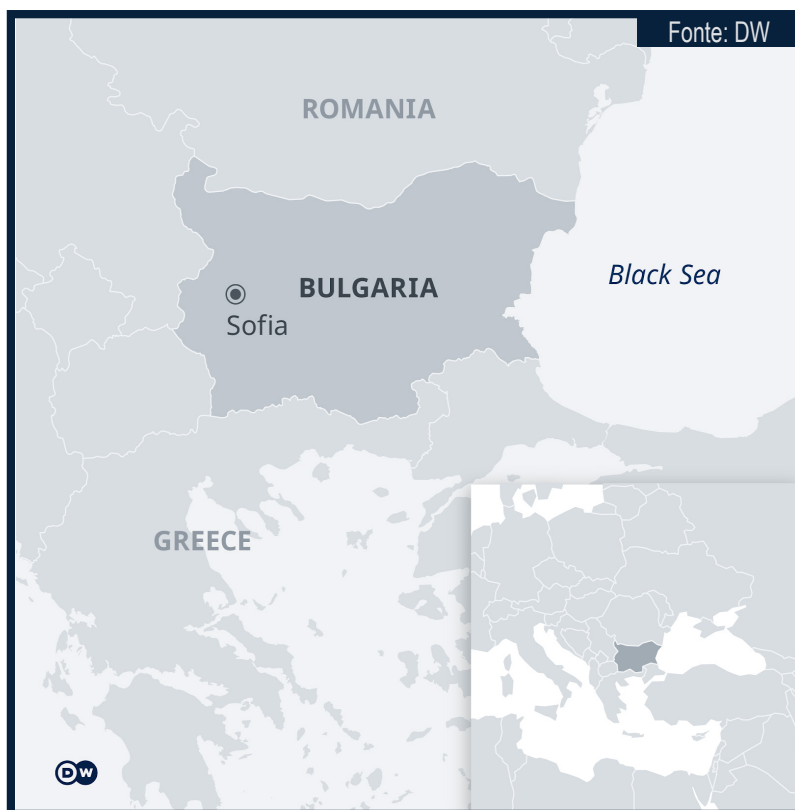 Fonte: DW
ROMANIA
Black Sea
BULGARIA
Sofia
GREECE
DW